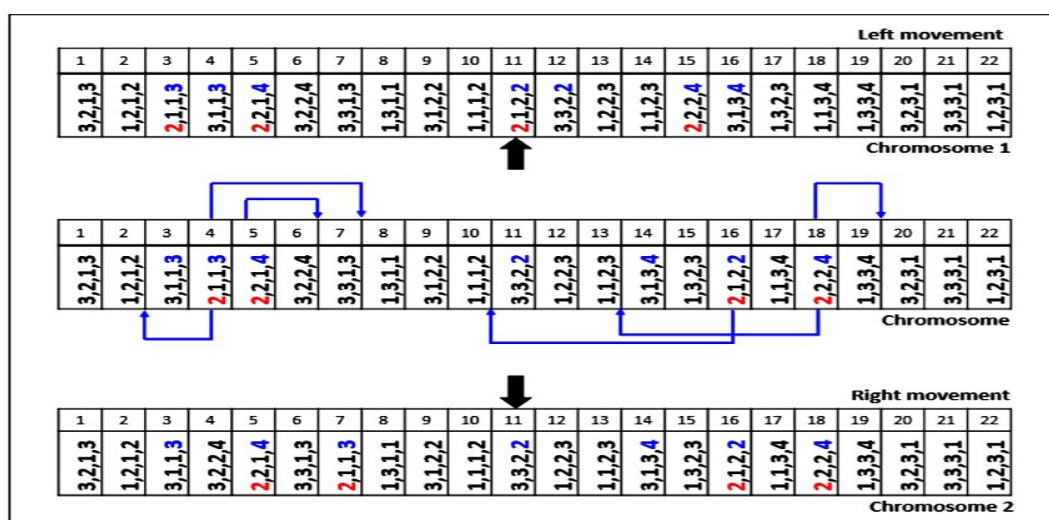 Left movement
1 2 3 4 5 6 7 8 9 10 11 12 13 14 15 16 17 18 19 20 21 22
3,2,1,3 1,2,1,2 2,1,1,3 3,1,1,3 2,2,1,4 3,2,2,4 3,3,1,3 1,3,1,1 3,1,2,2 1,1,1,2 2,1,2,2 3,3,2,2 1,2,2,3 1,1,2,3 2,2,2,4 3,1,3,4 1,3,2,3 1,1,3,4 1,3,3,4 3,2,3,1 3,3,3,1 1,2,3,1
Chromosome 1
1 2 3 4 5 6 7 8 9 10 11 12 13 14 15 16 17 18 19 20 21 22
3,2,1,3 1,2,1,2 3,1,1,3 2,1,1,3 2,2,1,4 3,2,2,4 3,3,1,3 1,3,1,1 3,1,2,2 1,1,1,2 3,3,2,2 1,2,2,3 1,1,2,3 3,1,3,4 1,3,2,3 2,1,2,2 1,1,3,4 2,2,2,4 1,3,3,4 3,2,3,1 3,3,3,1 1,2,3,1
Chromosome
Right movement
1 2 3 4 5 6 7 8 9 10 11 12 13 14 15 16 17 18 19 20 21 22
3,2,1,3 1,2,1,2 3,1,1,3 3,2,2,4 2,2,1,4 3,3,1,3 2,1,1,3 1,3,1,1 3,1,2,2 1,1,1,2 3,3,2,2 1,2,2,3 1,1,2,3 3,1,3,4 1,3,2,3 2,1,2,2 1,1,3,4 2,2,2,4 1,3,3,4 3,2,3,1 3,3,3,1 1,2,3,1
Chromosome 2